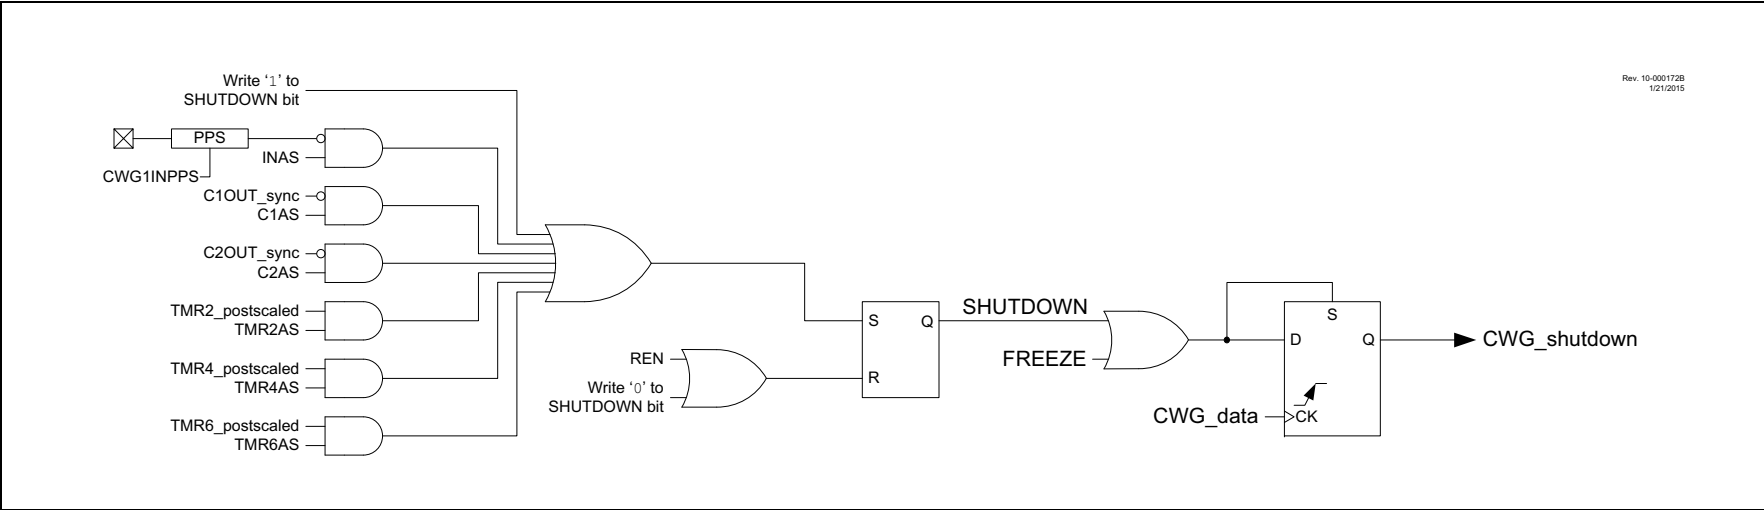 Write ‘1’ to
SHUTDOWN bit
Rev. 10-000172B
1/21/2015
PPS
INAS
CWG1INPPS
C1OUT_sync
C1AS
C2OUT_sync
C2AS
TMR2_postscaled
TMR2AS
TMR4_postscaled
TMR4AS
TMR6_postscaled
TMR6AS
REN
Write ‘0’ to
SHUTDOWN bit
S
Q
R
SHUTDOWN
FREEZE
S
D
Q
CWG_data
CK
CWG_shutdown